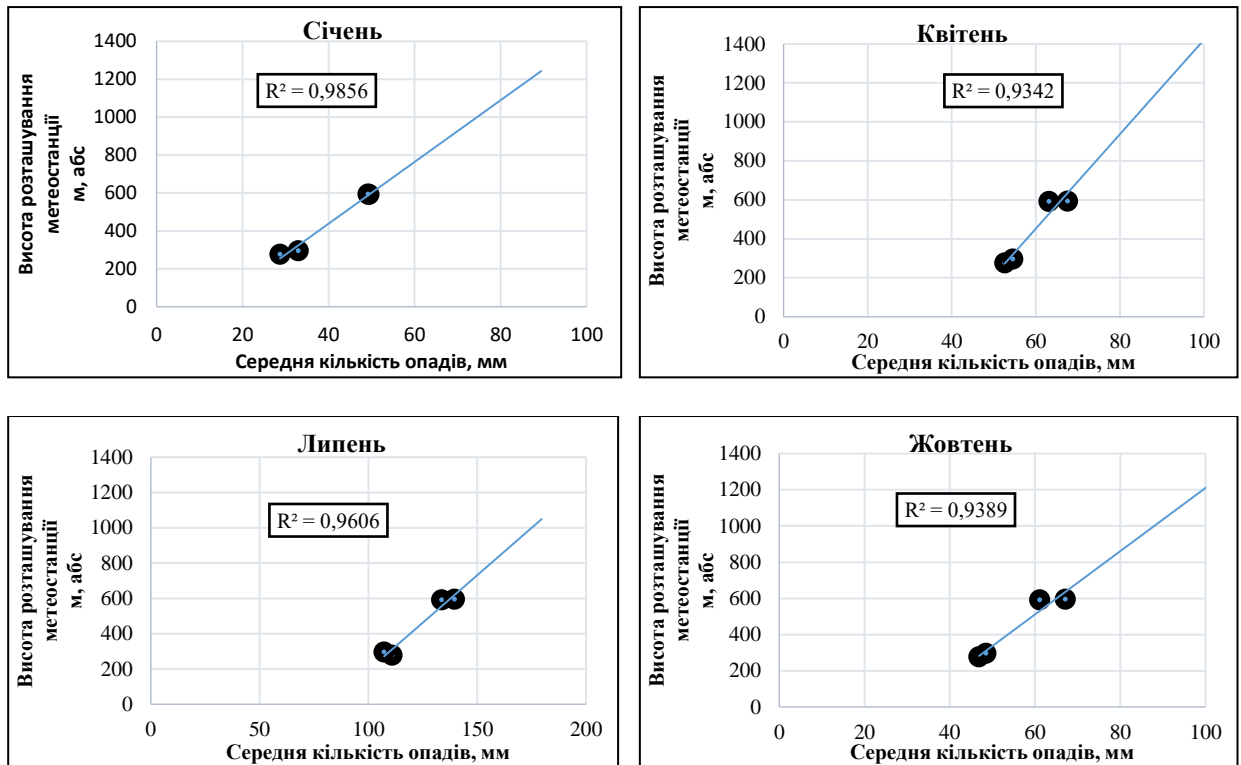 Січень
1400
1200
1000
800
600
400
200
0
0 20 40 60 80 100
R² = 0,9856
Висота розташування
метеостанції
м, абс
Середня кількість опадів, мм
Квітень
1400
1200
1000
800
600
400
200
0
0 20 40 60 80 100
R² = 0,9342
Висота розташування
метеостанції
м, абс
Середня кількість опадів, мм
Липень
1400
1200
1000
800
600
400
200
0
0 50 100 150 200
R² = 0,9606
Висота розташування
метеостанції
м, абс
Середня кількість опадів, мм
Жовтень
1400
1200
1000
800
600
400
200
0
0 20 40 60 80 100
R² = 0,9389
Висота розташування
метеостанції
м, абс
Середня кількість опадів, мм